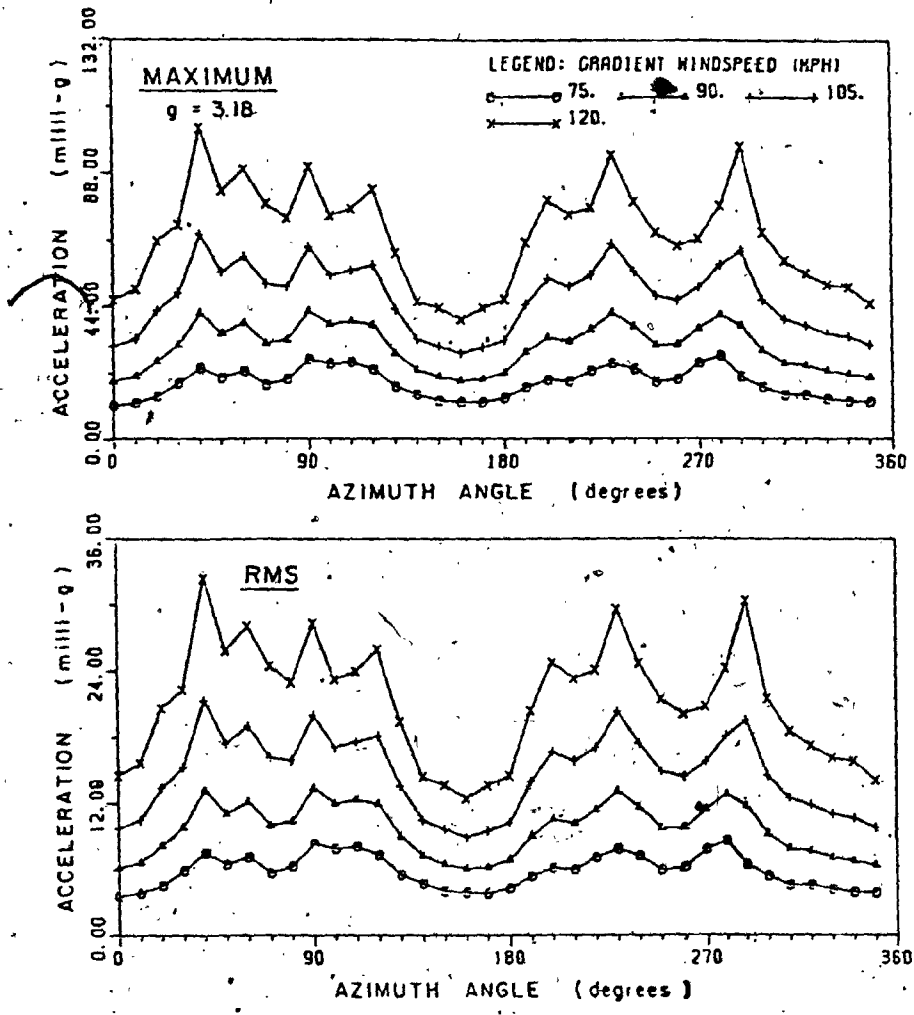 MAXIMUM
g = 3.18
LEGEND: GRADIENT WINDSPEED (MPH)
75. 90. 105.
120.
ACCELERATION (milli-g)
132.00
88.00
44.00
0.00
0 90 180 270 360
AZIMUTH ANGLE (degrees)
RMS
ACCELERATION (milli-g)
36.00
24.00
12.00
0.00
0 90 180 270 360
AZIMUTH ANGLE (degrees)